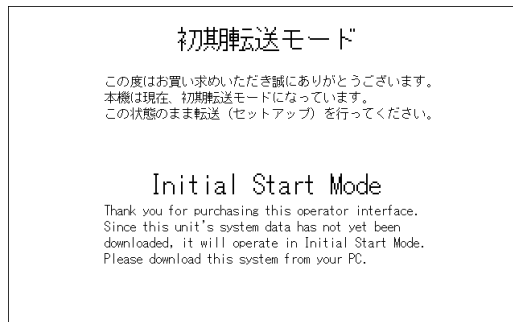 初期転送モード
この度はお買い求めいただき誠にありがとうございます。
本機は現在、初期転送モードになっています。
この状態のまま転送（セットアップ）を行ってください。
Initial Start Mode
Thank you for purchasing this operator interface.
Since this unit's system data has not yet been
downloaded, it will operate in Initial Start Mode.
Please download this system from your PC.